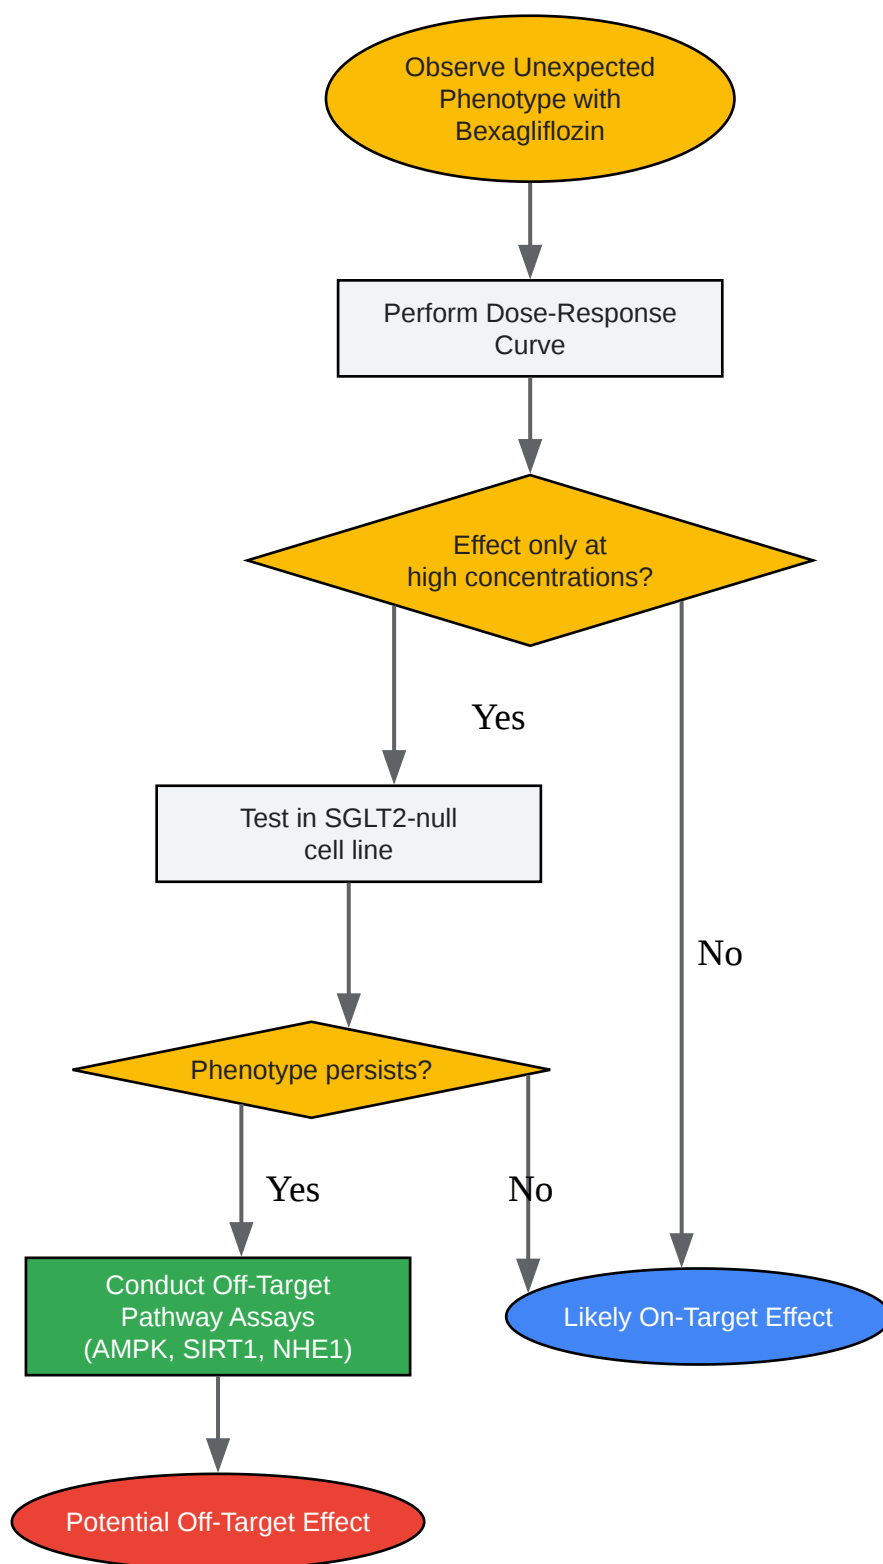 Observe Unexpected
Phenotype with
Bexagliflozin
Perform Dose-Response
Curve
Effect only at
high concentrations?
Yes
Test in SGLT2-null
cell line
No
Phenotype persists?
Yes
No
Conduct Off-Target
Pathway Assays
(AMPK, SIRT1, NHE1)
Likely On-Target Effect
Potential Off-Target Effect